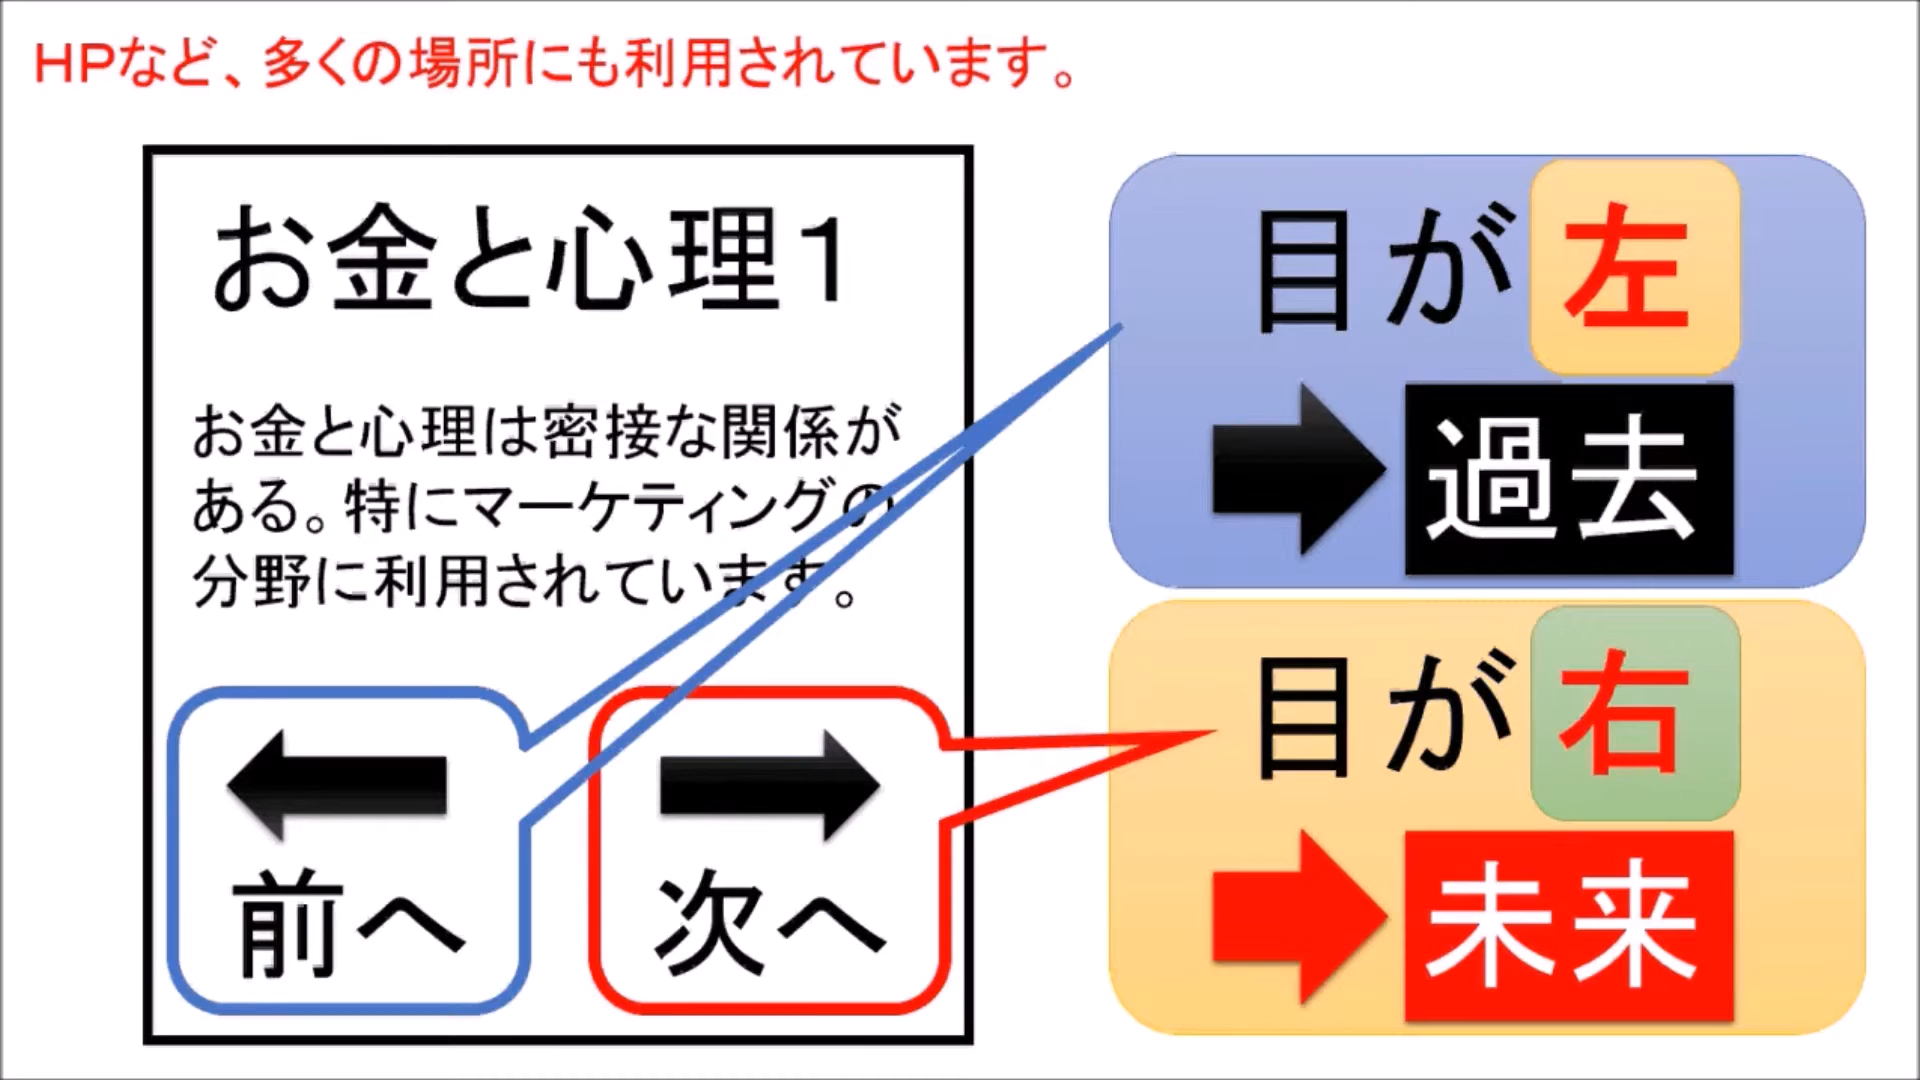 HPなど、多くの場所にも利用されています。
お金と心理1
お金と心理は密接な関係が
ある。特にマーケティングの
分野に利用されています。
前へ
次へ
目が左
過去
目が右
未来